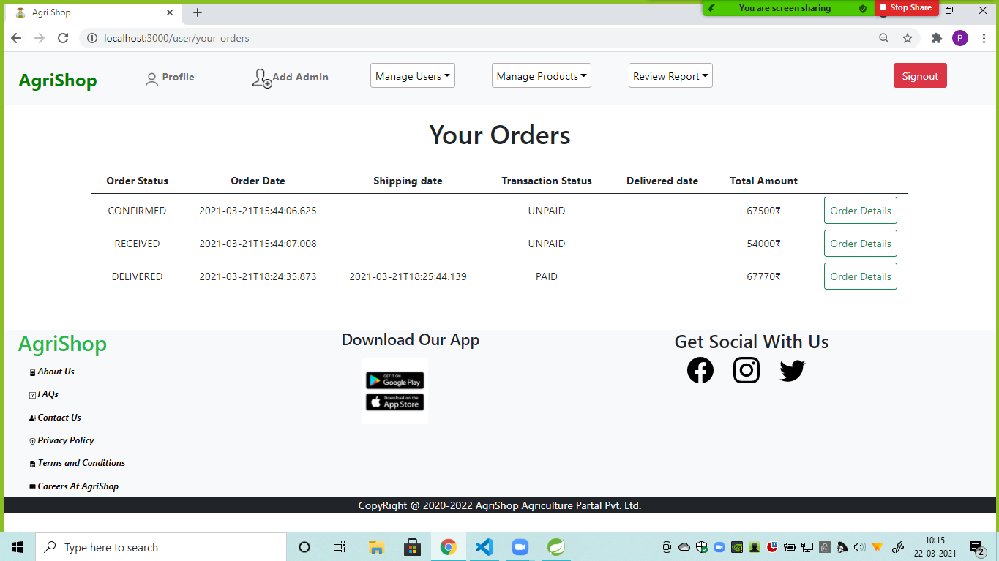 Agri Shop
You are screen sharing
Stop Share
localhost:3000/user/your-orders
P
AgriShop Profile Add Admin Manage Users Manage Products Review Report Signout
Your Orders
Order Status Order Date Shipping date Transaction Status Delivered date Total Amount
CONFIRMED 2021-03-21T15:44:06.625 UNPAID 67500₹ Order Details
RECEIVED 2021-03-21T15:44:07.008 UNPAID 54000₹ Order Details
DELIVERED 2021-03-21T18:24:35.873 2021-03-21T18:25:44.139 PAID 67770₹ Order Details
AgriShop
About Us
FAQs
Contact Us
Privacy Policy
Terms and Conditions
Careers At AgriShop
Download Our App
GET IT ON
Google Play
Download on the
App Store
Get Social With Us
CopyRight @ 2020-2022 AgriShop Agriculture Partal Pvt. Ltd.
Type here to search
10:15
22-03-2021
2